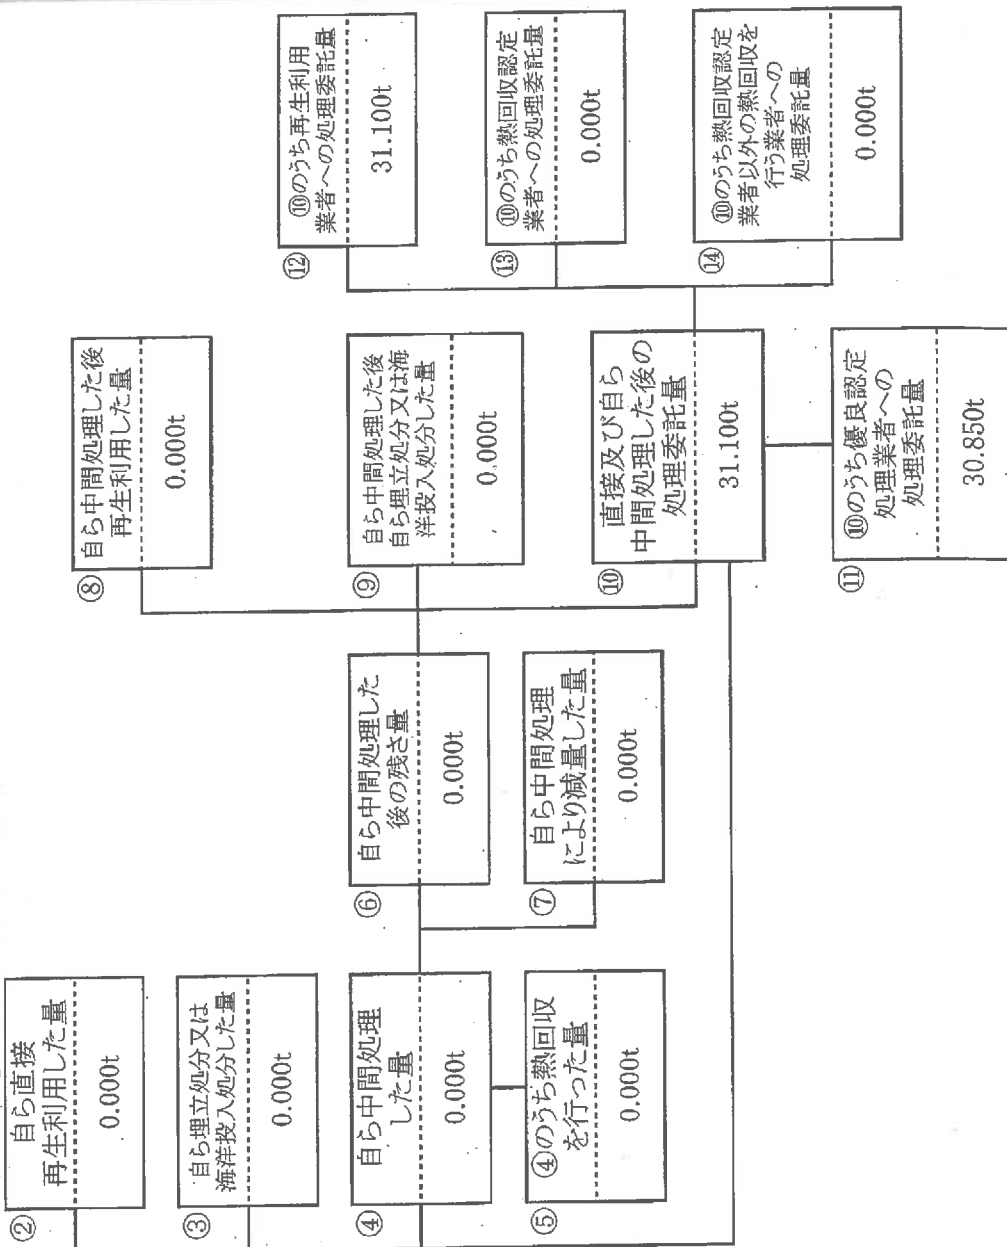 ②
自ら直接
再生利用した量
0.000t
③
自ら埋立処分又は
海洋投入処分した量
0.000t
④
自ら中間処理
した量
0.000t
⑤
④のうち熱回収
を行った量
0.000t
⑥
自ら中間処理した
後の残さ量
0.000t
⑦
自ら中間処理
により減量した量
0.000t
⑧
自ら中間処理した後
再生利用した量
0.000t
⑨
自ら中間処理した後
自ら埋立処分又は海
洋投入処分した量
0.000t
⑩
直接及び自ら
中間処理した後の
処理委託量
31.100t
⑪
⑩のうち優良認定
処理業者への
処理委託量
30.850t
⑫
⑩のうち再生利用
業者への処理委託量
31.100t
⑬
⑩のうち熱回収認定
業者への処理委託量
0.000t
⑭
⑩のうち熱回収認定
業者以外の熱回収を
行う業者への
処理委託量
0.000t